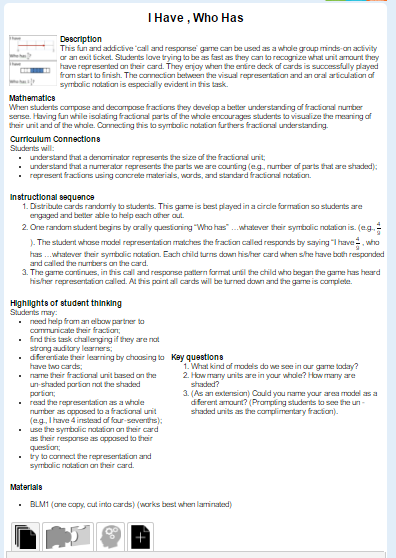 I Have , Who Has
Description
This fun and addictive 'call and response' game can be used as a whole group minds-on activity
or an exit ticket. Students love trying to be as fast as they can to recognize what unit amount they
have represented on their card. They enjoy when the entire deck of cards is successfully played
from start to finish. The connection between the visual representation and an oral articulation of
symbolic notation is especially evident in this task.
Mathematics
When students compose and decompose fractions they develop a better understanding of fractional number
sense. Having fun while isolating fractional parts of the whole encourages students to visualize the meaning of
their unit and of the whole. Connecting this to symbolic notation furthers fractional understanding.
Curriculum Connections
Students will:
• understand that a denominator represents the size of the fractional unit;
• understand that a numerator represents the parts we are counting (e.g., number of parts that are shaded);
• represent fractions using concrete materials, words, and standard fractional notation.
Instructional sequence
1. Distribute cards randomly to students. This game is best played in a circle formation so students are
engaged and better able to help each other out.
2. One random student begins by orally questioning "Who has" …whatever their symbolic notation is. (e.g., 4/9
). The student whose model representation matches the fraction called responds by saying "I have 4/9 , who
has …whatever their symbolic notation. Each child turns down his/her card when s/he have both responded
and called the numbers on the card.
3. The game continues, in this call and response pattern format until the child who began the game has heard
his/her representation called. At this point all cards will be turned down and the game is complete.
Highlights of student thinking
Students may:
• need help from an elbow partner to
communicate their fraction;
• find this task challenging if they are not
strong auditory learners;
• differentiate their learning by choosing to
have two cards;
• name their fractional unit based on the
un-shaded portion not the shaded
portion;
• read the representation as a whole
number as opposed to a fractional unit
(e.g., I have 4 instead of four-sevenths);
• use the symbolic notation on their card
as their response as opposed to their
question;
• try to connect the representation and
symbolic notation on their card.
Key questions
1. What kind of models do we see in our game today?
2. How many units are in your whole? How many are
shaded?
3. (As an extension) Could you name your area model as a
different amount? (Prompting students to see the un -
shaded units as the complimentary fraction).
Materials
• BLM1 (one copy, cut into cards) (works best when laminated)